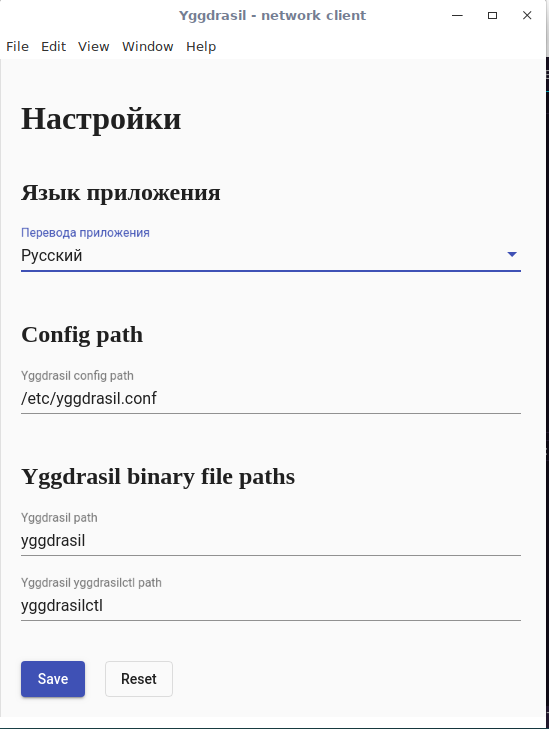 Yggdrasil - network client
File Edit View Window Help
Настройки
Язык приложения
Перевода приложения
Русский
Config path
Yggdrasil config path
/etc/yggdrasil.conf
Yggdrasil binary file paths
Yggdrasil path
yggdrasil
Yggdrasil yggdrasilctl path
yggdrasilctl
Save Reset